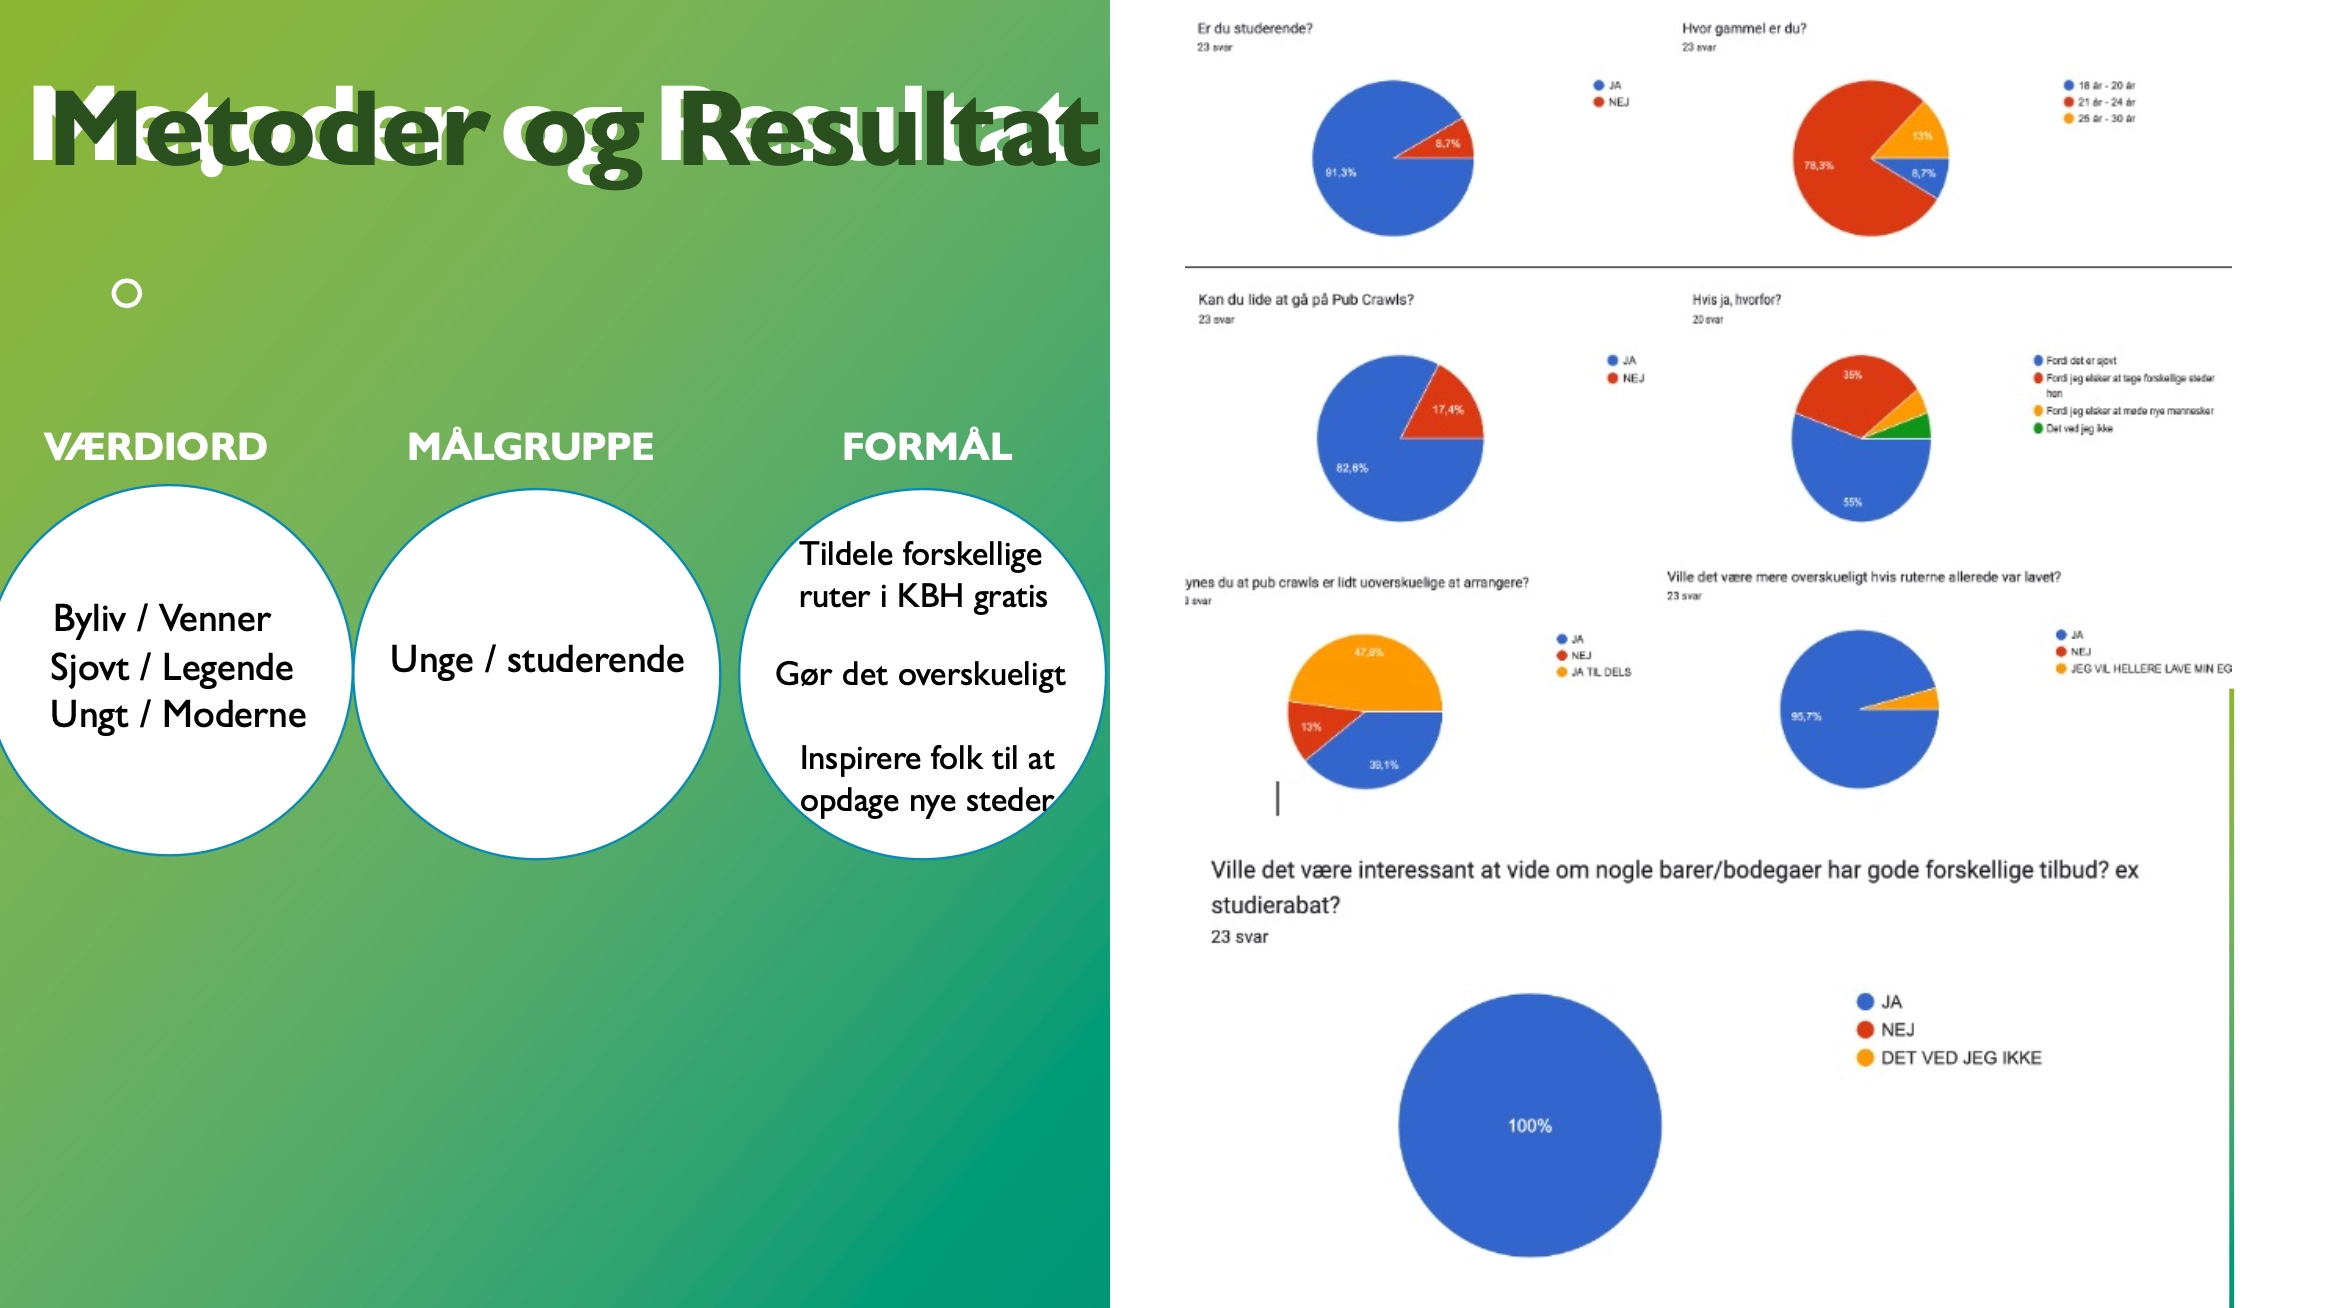 Metoder og Resultat
VÆRDIORD
Byliv / Venner
Sjovt / Legende
Ungt / Moderne
MÅLGRUPPE
Unge / studerende
FORMÅL
Tildele forskellige
ruter i KBH gratis
Gør det overskueligt
Inspirere folk til at
opdage nye steder
Er du studerende?
23 svar
JA
NEJ
91,3%
8,7%
Hvor gammel er du?
23 svar
18 år - 20 år
21 år - 24 år
25 år - 30 år
78,3%
13%
8,7%
Kan du lide at gå på Pub Crawls?
23 svar
JA
NEJ
17,4%
82,6%
Hvis ja, hvorfor?
20 svar
Fordi det er sjovt
Fordi jeg elsker at tage forskellige steder
hen
Fordi jeg elsker at møde nye mennesker
Det ved jeg ikke
35%
55%
ynes du at pub crawls er lidt uoverskuelige at arrangere?
3 svar
JA
NEJ
JA TIL DELS
47,8%
13%
39,1%
Ville det være mere overskueligt hvis ruterne allerede var lavet?
23 svar
JA
NEJ
JEG VIL HELLERE LAVE MIN EG
95,7%
Ville det være interessant at vide om nogle barer/bodegaer har gode forskellige tilbud? ex
studierabat?
23 svar
JA
NEJ
DET VED JEG IKKE
100%